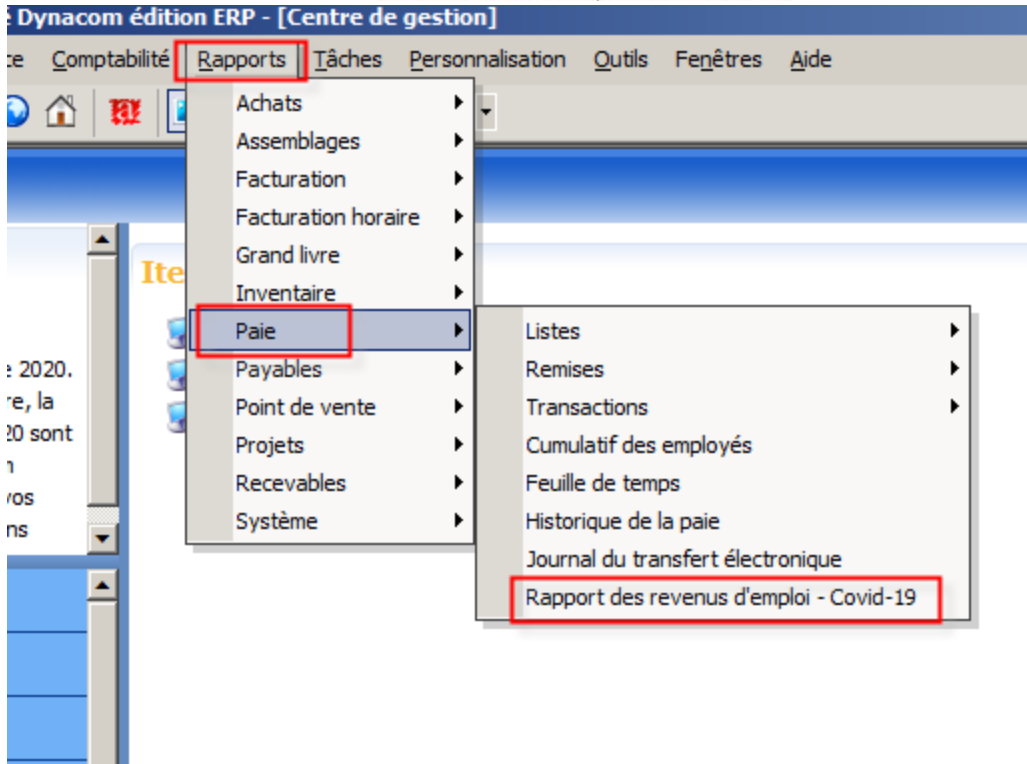 Dynacom édition ERP - [Centre de gestion]
Comptabilité Rapports Tâches Personnalisation Outils Fenêtres Aide
Achats
Assemblages
Facturation
Facturation horaire
Grand livre
Inventaire
Paie
Payables
Point de vente
Projets
Recevables
Système
Listes
Remises
Transactions
Cumulatif des employés
Feuille de temps
Historique de la paie
Journal du transfert électronique
Rapport des revenus d'emploi - Covid-19
Ite
2020.
re, la
20 sont
vos
ns